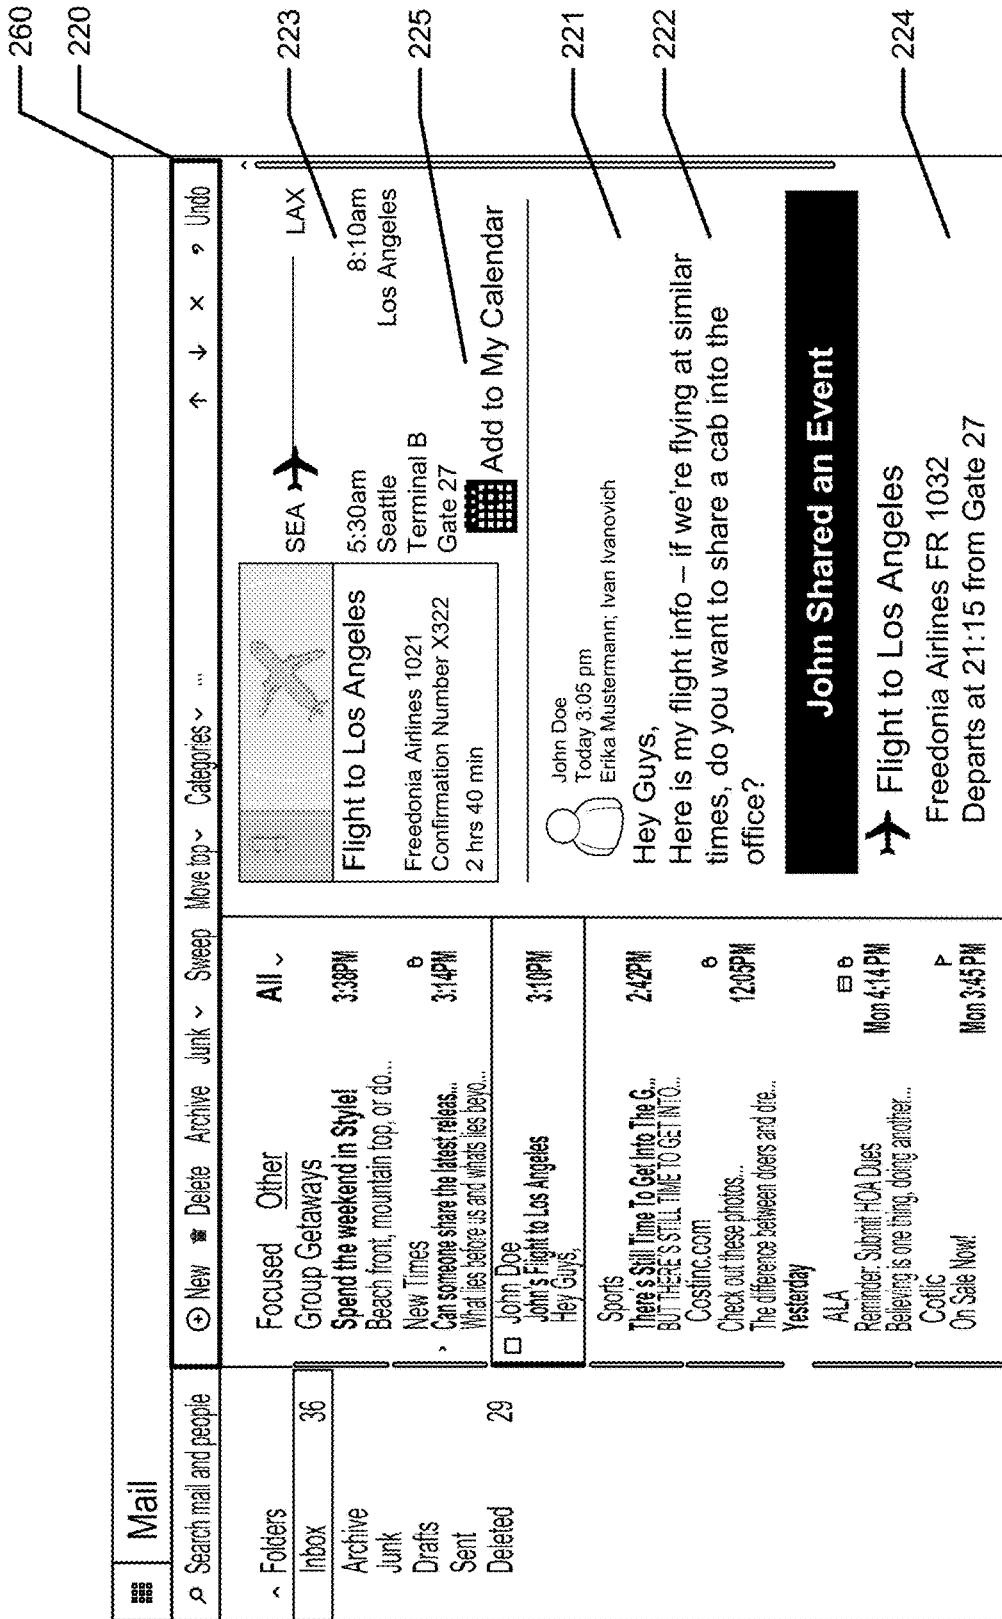 Mail
Search mail and people
New Delete Archive Junk Sweep Move top Categories ... Undo
Folders
Inbox 36
Archive
Junk
Drafts
Sent
Deleted 29
Focused Other All
Group Getaways
Spend the weekend in Style! 3:38PM
Beach front, mountain top, or do...
New Times
Can someone share the latest releas... 3:14PM
What lies before us and whats lies beyo...
John Doe
John's Flight to Los Angeles 3:10PM
Hey Guys,
Sports
There's Still Time To Get Into The G... 2:42PM
BUT THERE'S STILL TIME TO GET INTO...
Costinc.com
Check out these photos... 12:05PM
The difference between doers and dre...
Yesterday
ALA
Reminder: Submit HOA Dues Mon 4:14PM
Believing is one thing, doing another...
Cotlic
On Sale Now! Mon 3:45PM
Flight to Los Angeles
Freedonia Airlines 1021
Confirmation Number X322
2 hrs 40 min
SEA LAX
5:30am 8:10am
Seattle Los Angeles
Terminal B
Gate 27
Add to My Calendar
John Doe
Today 3:05 pm
Erika Mustermann; Ivan Ivanovich
Hey Guys,
Here is my flight info – if we're flying at similar
times, do you want to share a cab into the
office?
John Shared an Event
Flight to Los Angeles
Freedonia Airlines FR 1032
Departs at 21:15 from Gate 27
260
220
223
225
221
222
224